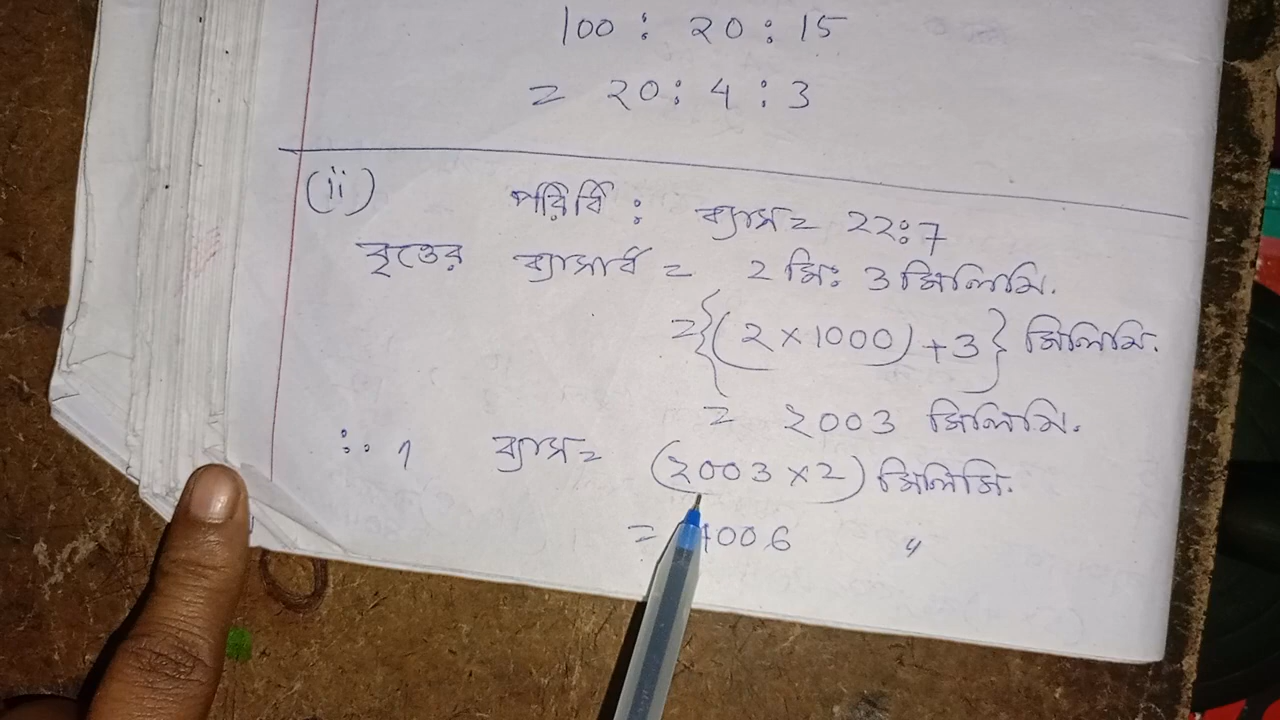 100 : 20 : 15
= 20 : 4 : 3
(ii) পরিধি : ব্যাস = 22:7
বৃত্তের ব্যাসার্ধ = 2 মি: 3 মিলিমি.
= {(2 × 1000) + 3} মিলিমি.
= 2003 মিলিমি.
∴ ১ ব্যাস = (2003 × 2) মিলিমি.
= 4006 "